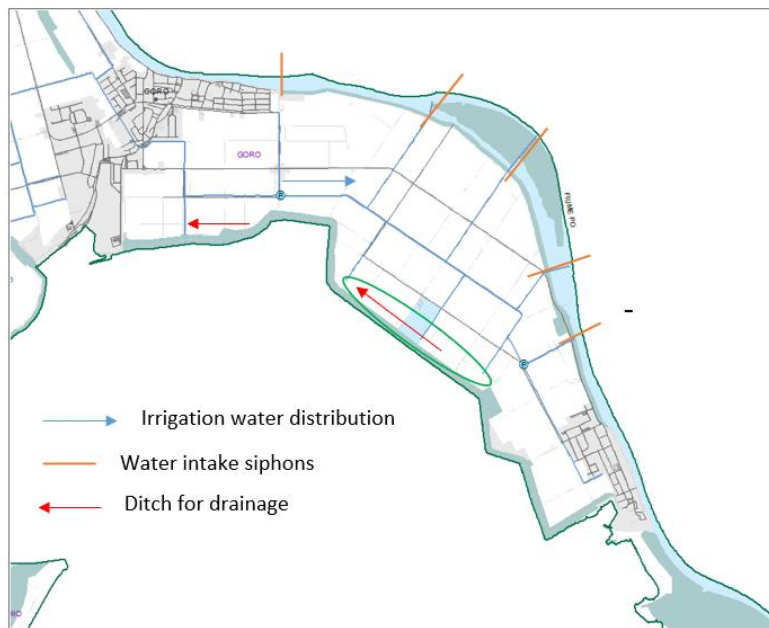 GORO
GORO
FIUME PO
P
P
-
Irrigation water distribution
Water intake siphons
Ditch for drainage